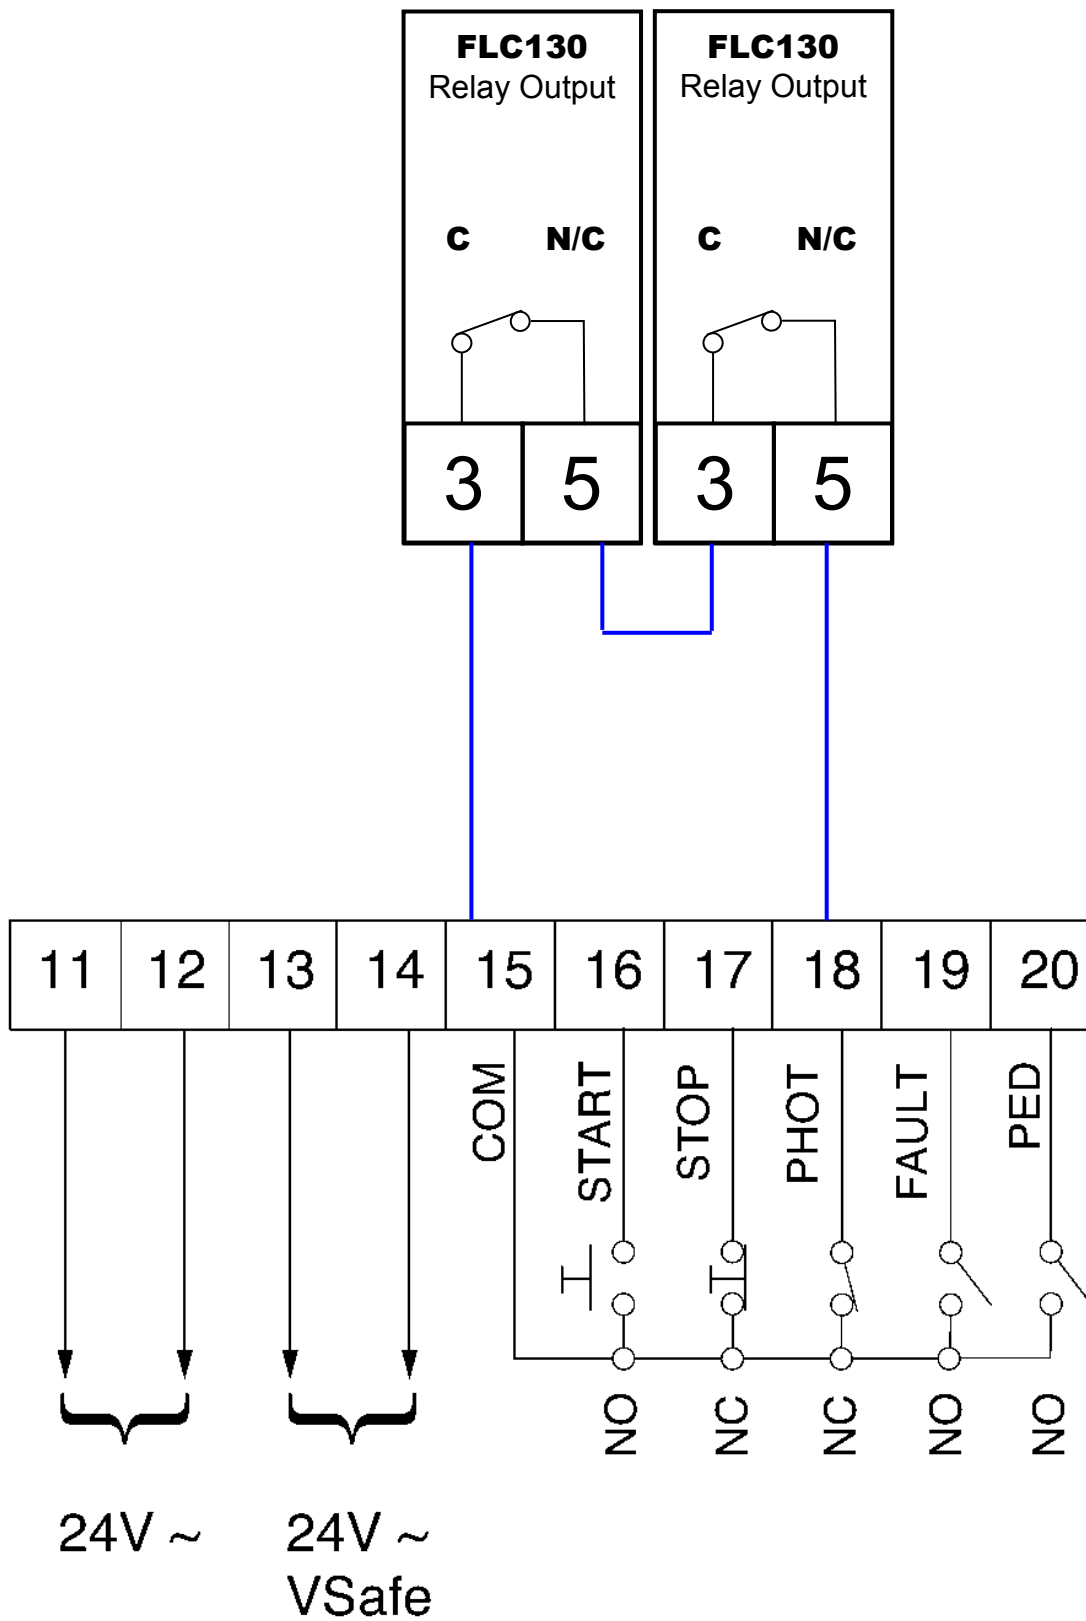 FLC130 FLC130
Relay Output Relay Output
C N/C C N/C
3 5 3 5
11 12 13 14 15 16 17 18 19 20
COM START STOP PHOT FAULT PED
NO NC NC NO NO
24V ~ 24V ~
VSafe